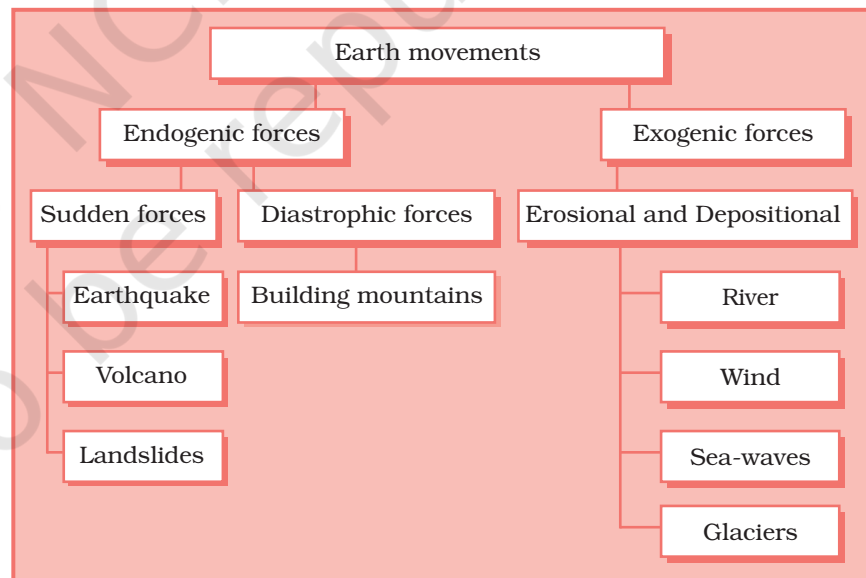 Earth movements
Endogenic forces
Exogenic forces
Sudden forces
Diastrophic forces
Erosional and Depositional
Earthquake
Building mountains
River
Volcano
Wind
Landslides
Sea-waves
Glaciers